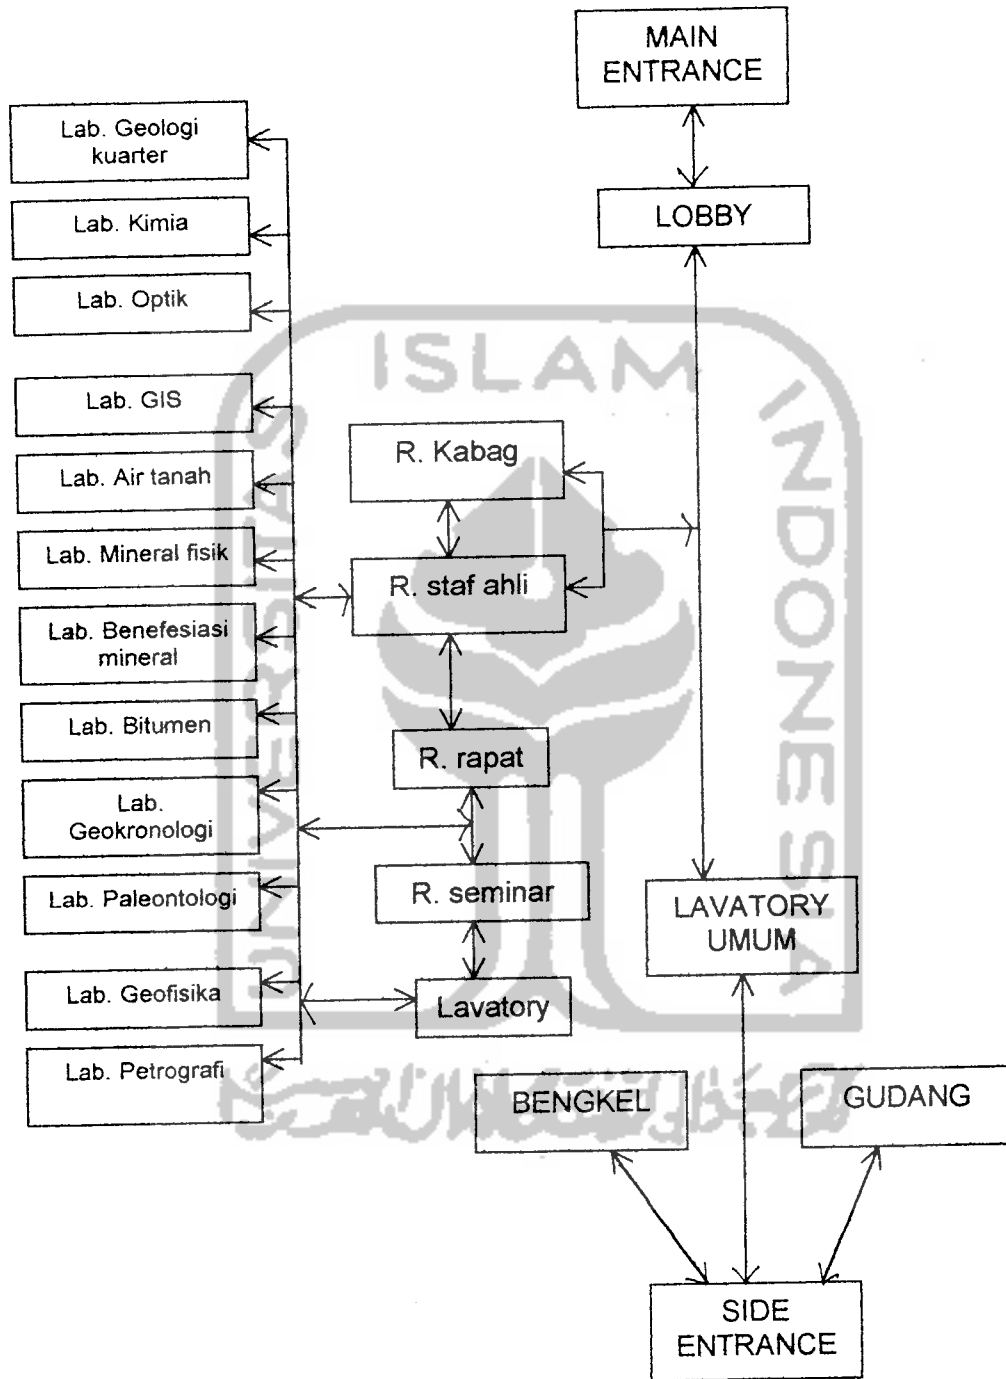 MAIN
ENTRANCE
LOBBY
Lab. Geologi
kuarter
Lab. Kimia
Lab. Optik
Lab. GIS
Lab. Air tanah
Lab. Mineral fisik
Lab. Benefesiasi
mineral
Lab. Bitumen
Lab.
Geokronologi
Lab. Paleontologi
Lab. Geofisika
Lab. Petrografi
R. Kabag
R. staf ahli
R. rapat
R. seminar
Lavatory
LAVATORY
UMUM
BENGKEL
GUDANG
SIDE
ENTRANCE
UNIVERSITAS
ISLAM
INDONESIA